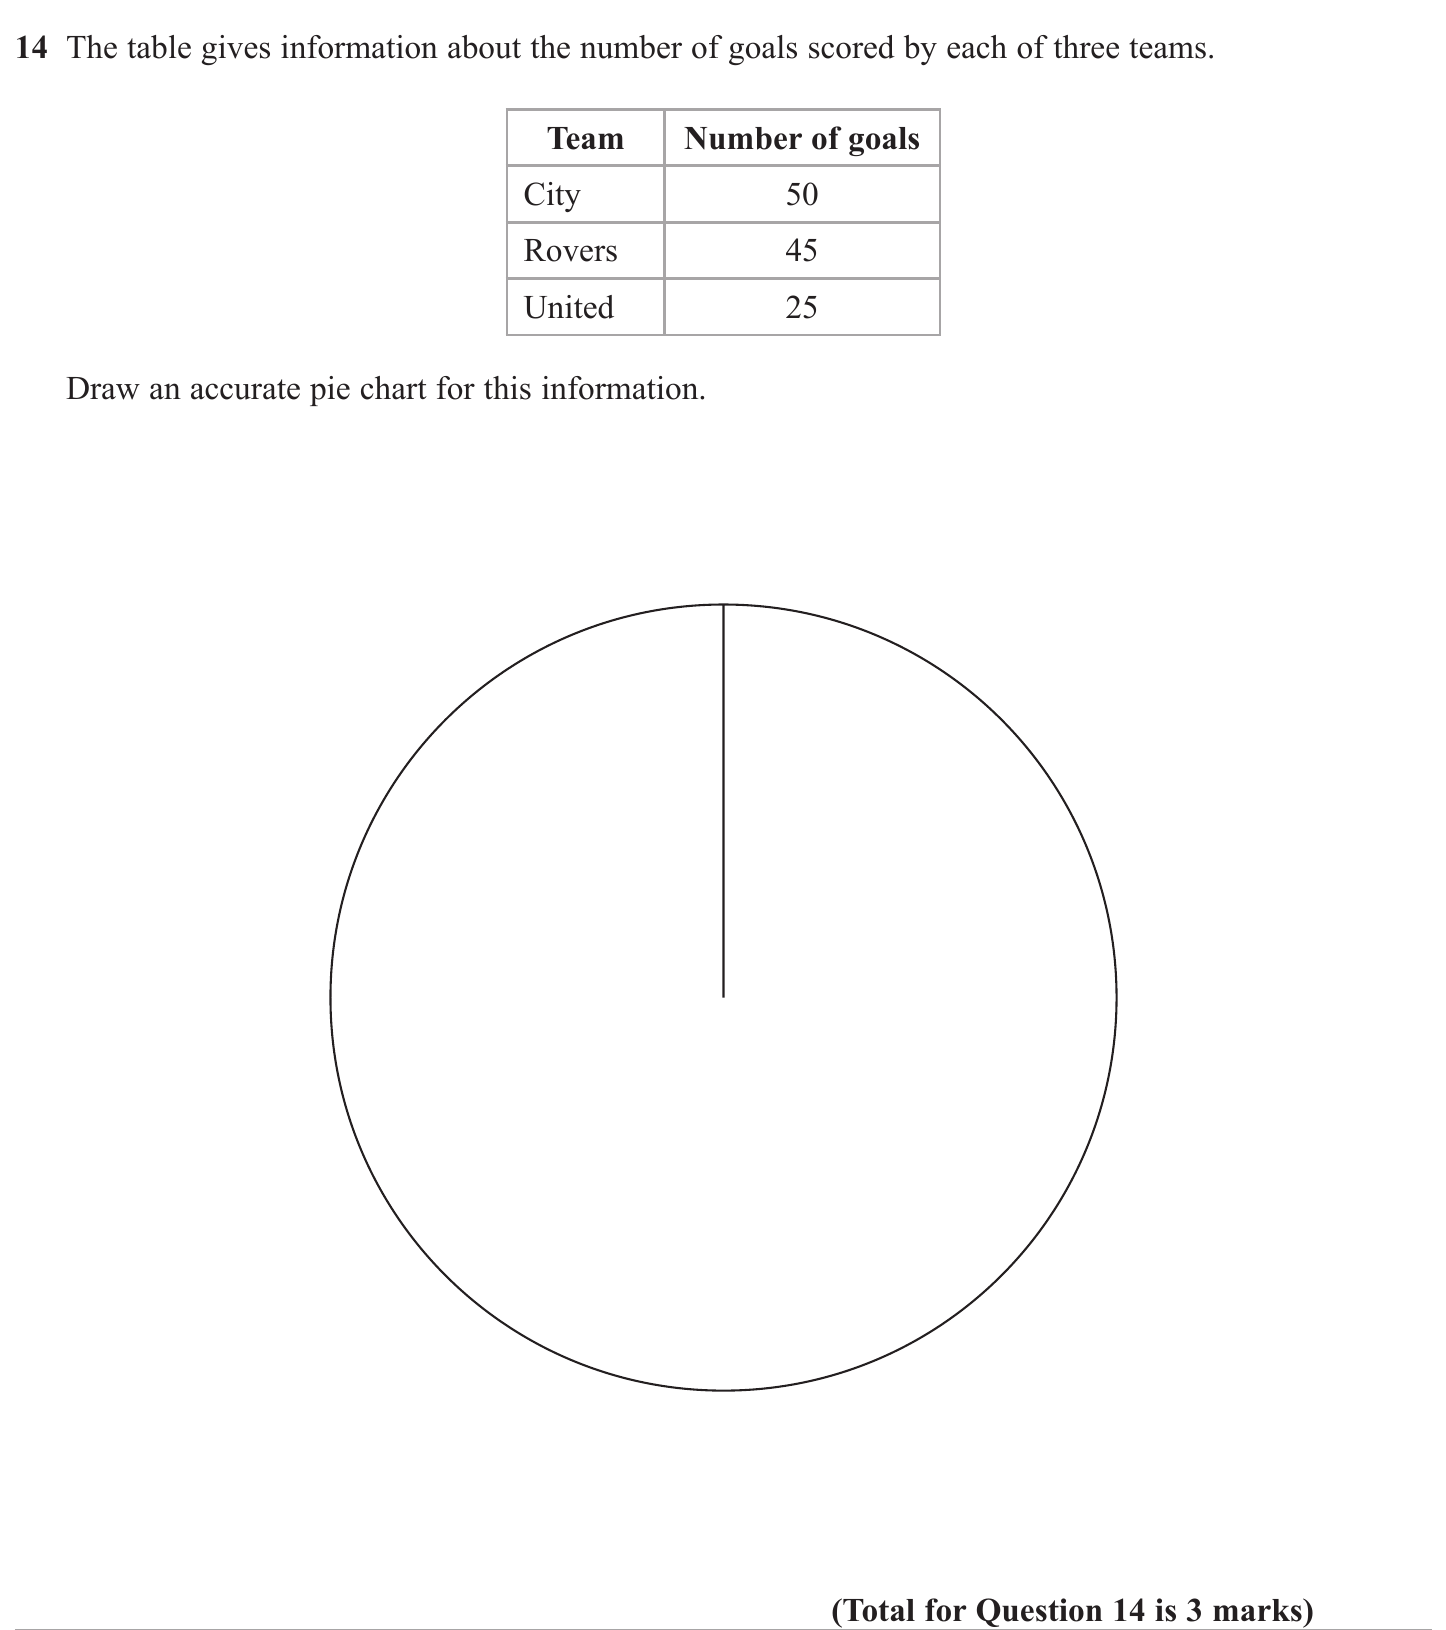 14 The table gives information about the number of goals scored by each of three teams.
Team Number of goals
City 50
Rovers 45
United 25
Draw an accurate pie chart for this information.
(Total for Question 14 is 3 marks)